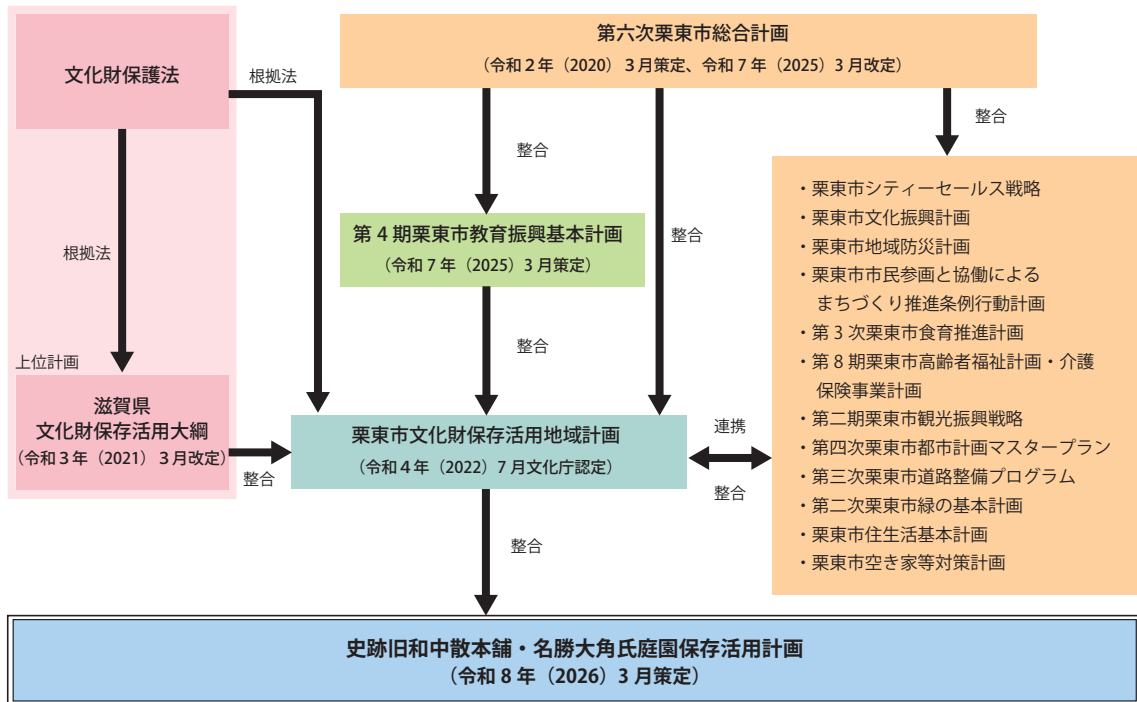 文化財保護法
根拠法
根拠法
上位計画
滋賀県
文化財保存活用大綱
(令和3年(2021)3月改定)
整合
第六次栗東市総合計画
(令和2年(2020)3月策定、令和7年(2025)3月改定)
整合
整合
整合
第4期栗東市教育振興基本計画
(令和7年(2025)3月策定)
整合
栗東市文化財保存活用地域計画
(令和4年(2022)7月文化庁認定)
連携
整合
・栗東市シティーセールス戦略
・栗東市文化振興計画
・栗東市地域防災計画
・栗東市市民参画と協働による
まちづくり推進条例行動計画
・第3次栗東市食育推進計画
・第8期栗東市高齢者福祉計画・介護
保険事業計画
・第二期栗東市観光振興戦略
・第四次栗東市都市計画マスタープラン
・第三次栗東市道路整備プログラム
・第二次栗東市緑の基本計画
・栗東市住生活基本計画
・栗東市空き家等対策計画
整合
史跡旧和中散本舗・名勝大角氏庭園保存活用計画
(令和8年(2026)3月策定)